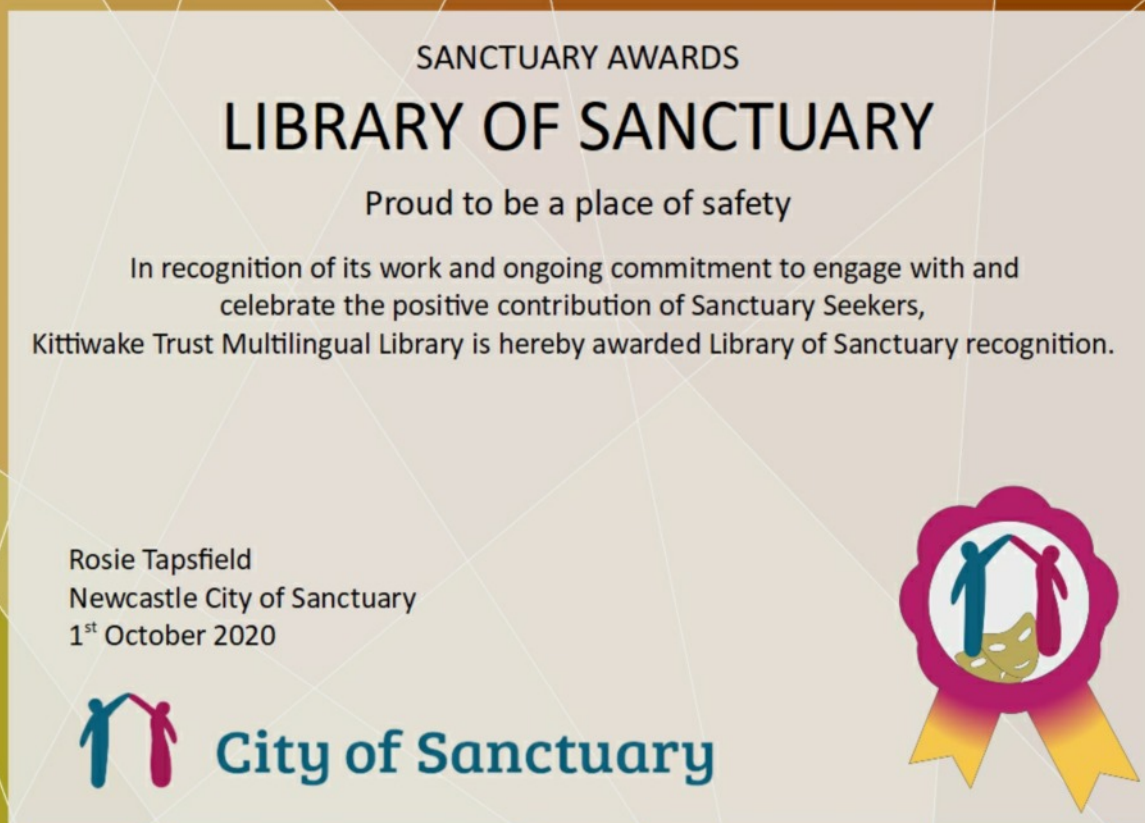 SANCTUARY AWARDS
LIBRARY OF SANCTUARY
Proud to be a place of safety
In recognition of its work and ongoing commitment to engage with and
celebrate the positive contribution of Sanctuary Seekers,
Kittiwake Trust Multilingual Library is hereby awarded Library of Sanctuary recognition.
Rosie Tapsfield
Newcastle City of Sanctuary
1st October 2020
City of Sanctuary